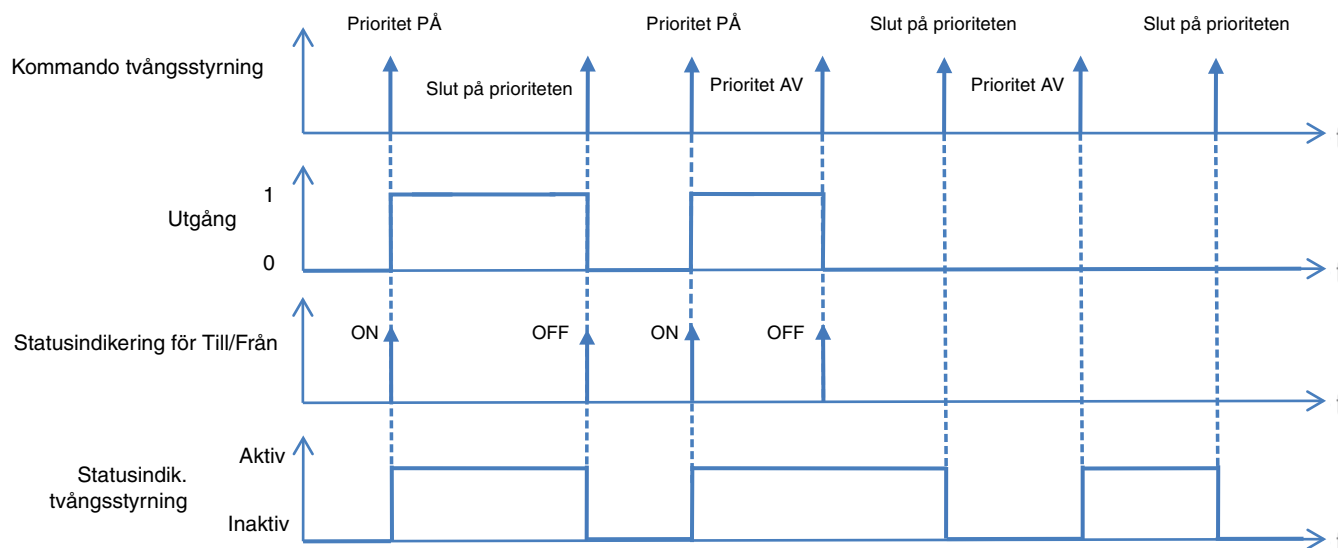 Prioritet PÅ
Prioritet PÅ
Slut på prioriteten
Slut på prioriteten
Kommando tvångsstyrning
Slut på prioriteten
Prioritet AV
Prioritet AV
t
1
Utgång
0
t
ON
OFF
ON
OFF
Statusindikering för Till/Från
t
Aktiv
Statusindik.
tvångsstyrning
Inaktiv
t